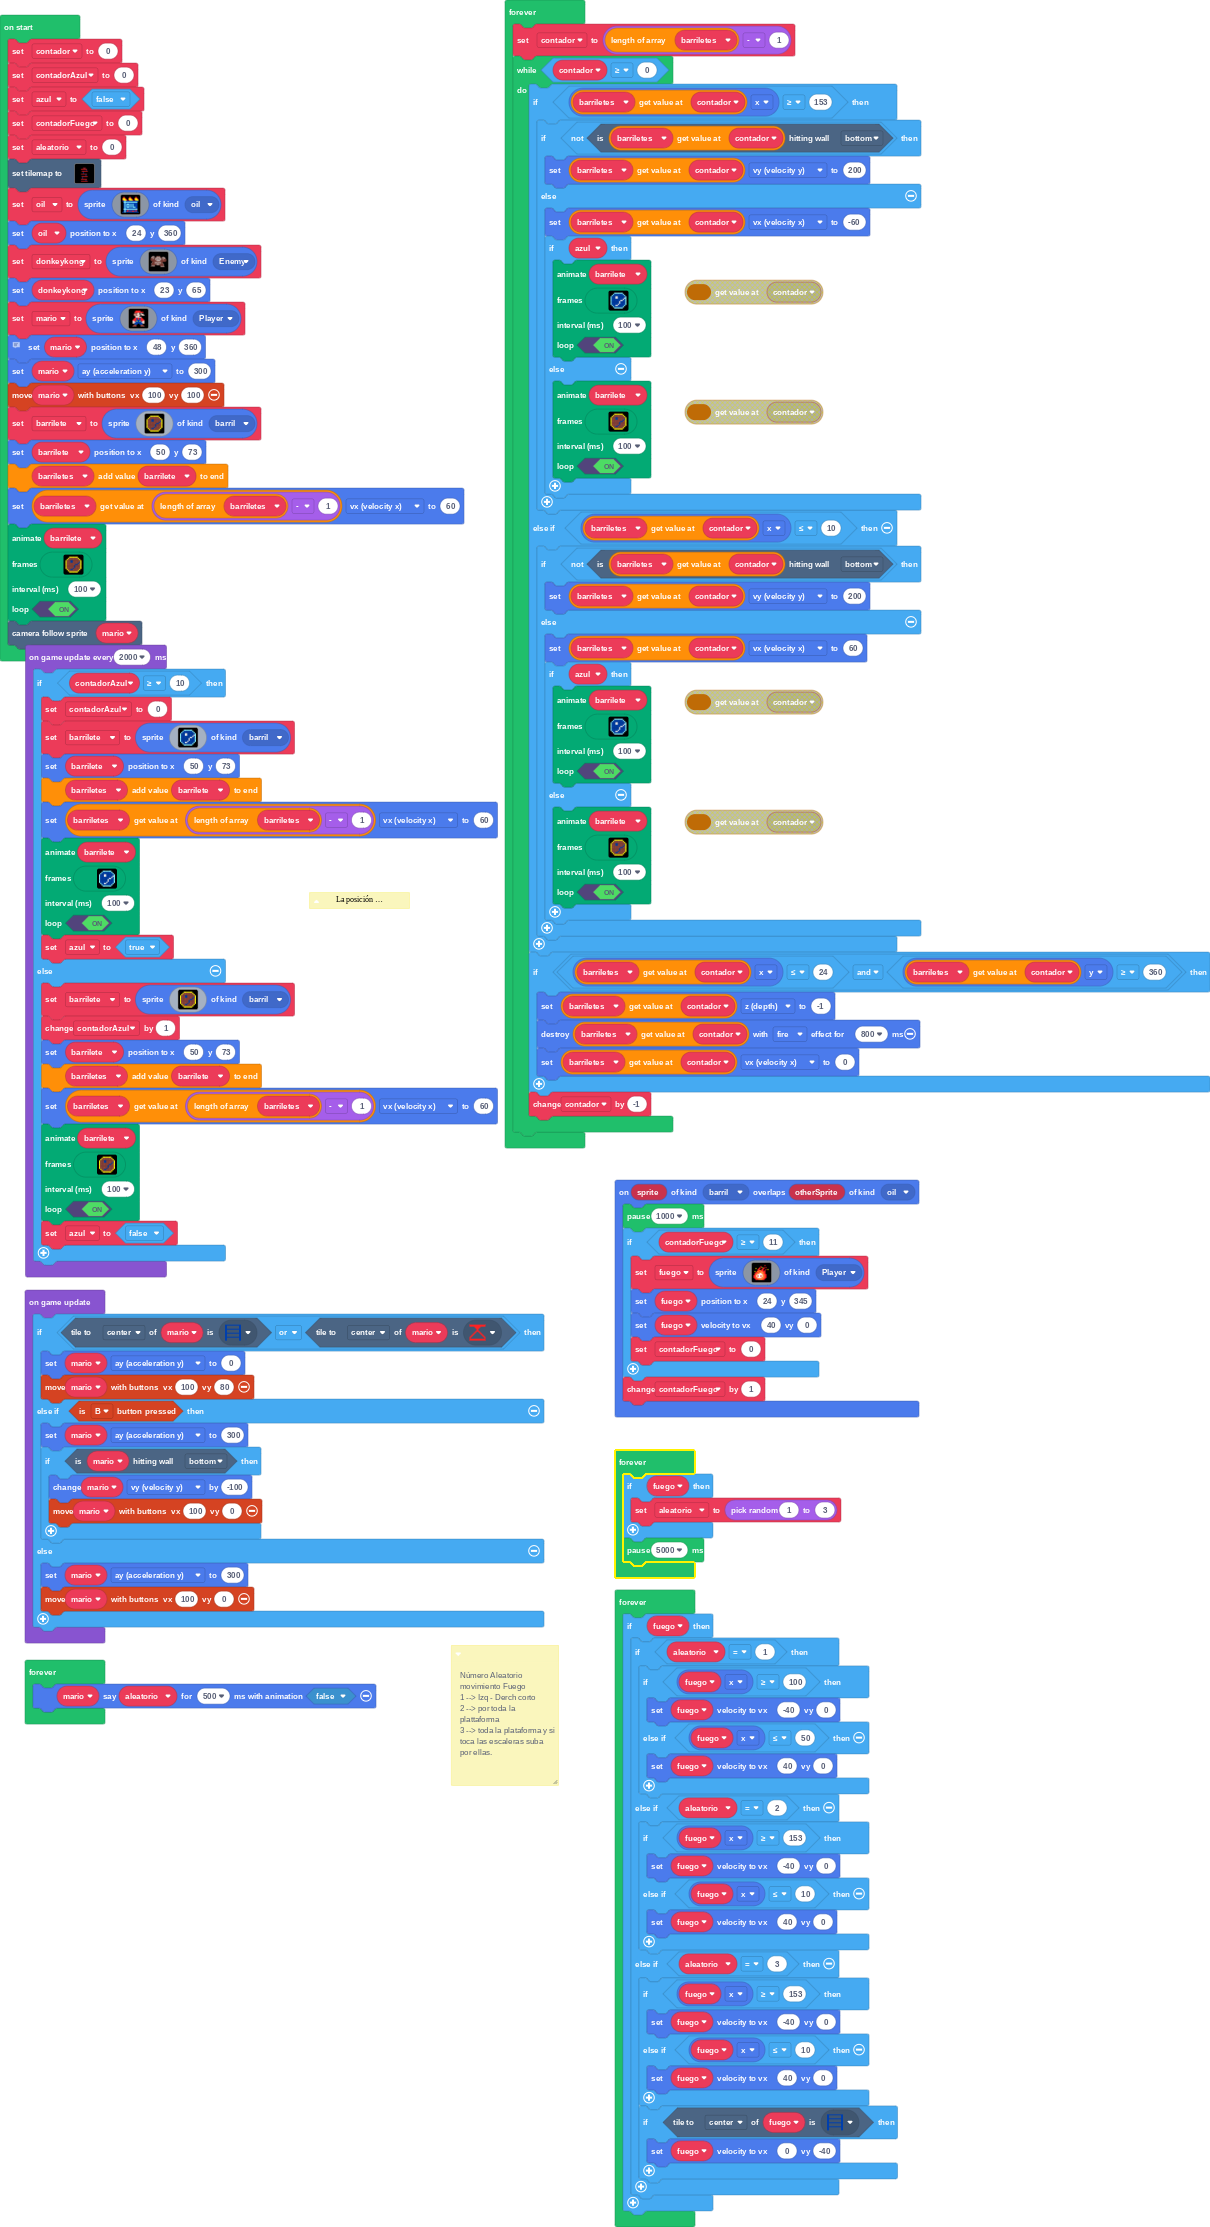 on start
set contador to 0
set contadorAzul to 0
set azul to false
set contadorFuego to 0
set aleatorio to 0
set tilemap to
set oil to sprite of kind oil
set oil position to x 24 y 360
set donkeykong to sprite of kind Enemy
set donkeykong position to x 23 y 65
set mario to sprite of kind Player
set mario position to x 48 y 360
set mario ay (acceleration y) to 300
move mario with buttons vx 100 vy 100
set barrilete to sprite of kind barril
set barrilete position to x 50 y 73
barriletes add value barrilete to end
set barriletes get value at length of array barriletes - 1 vx (velocity x) to 60
animate barrilete
frames
interval (ms) 100
loop ON
camera follow sprite mario
on game update every 2000 ms
if contadorAzul ≥ 10 then
set contadorAzul to 0
set barrilete to sprite of kind barril
set barrilete position to x 50 y 73
barriletes add value barrilete to end
set barriletes get value at length of array barriletes - 1 vx (velocity x) to 60
animate barrilete
frames
interval (ms) 100
loop ON
set azul to true
else
set barrilete to sprite of kind barril
change contadorAzul by 1
set barrilete position to x 50 y 73
barriletes add value barrilete to end
set barriletes get value at length of array barriletes - 1 vx (velocity x) to 60
animate barrilete
frames
interval (ms) 100
loop ON
set azul to false
La posición ...
on game update
if tile to center of mario is or tile to center of mario is then
set mario ay (acceleration y) to 0
move mario with buttons vx 100 vy 80
else if is B button pressed then
set mario ay (acceleration y) to 300
if is mario hitting wall bottom then
change mario vy (velocity y) by -100
move mario with buttons vx 100 vy 0
else
set mario ay (acceleration y) to 300
move mario with buttons vx 100 vy 0
forever
mario say aleatorio for 500 ms with animation false
Número Aleatorio
movimiento Fuego
1 --> Izq - Derch corto
2 --> por toda la
plattaforma
3 --> toda la plataforma y si
toca las escaleras suba
por ellas.
forever
set contador to length of array barriletes - 1
while contador ≥ 0
do
if barriletes get value at contador x ≥ 153 then
if not is barriletes get value at contador hitting wall bottom then
set barriletes get value at contador vy (velocity y) to 200
else
set barriletes get value at contador vx (velocity x) to -60
if azul then
animate barrilete
get value at contador
frames
interval (ms) 100
loop ON
else
animate barrilete
get value at contador
frames
interval (ms) 100
loop ON
else if barriletes get value at contador x ≤ 10 then
if not is barriletes get value at contador hitting wall bottom then
set barriletes get value at contador vy (velocity y) to 200
else
set barriletes get value at contador vx (velocity x) to 60
if azul then
animate barrilete
get value at contador
frames
interval (ms) 100
loop ON
else
animate barrilete
get value at contador
frames
interval (ms) 100
loop ON
if barriletes get value at contador x ≤ 24 and barriletes get value at contador y ≥ 360 then
set barriletes get value at contador z (depth) to -1
destroy barriletes get value at contador with fire effect for 800 ms
set barriletes get value at contador vx (velocity x) to 0
change contador by -1
on sprite of kind barril overlaps otherSprite of kind oil
pause 1000 ms
if contadorFuego ≥ 11 then
set fuego to sprite of kind Player
set fuego position to x 24 y 345
set fuego velocity to vx 40 vy 0
set contadorFuego to 0
change contadorFuego by 1
forever
if fuego then
set aleatorio to pick random 1 to 3
pause 5000 ms
forever
if fuego then
if aleatorio = 1 then
if fuego x ≥ 100 then
set fuego velocity to vx -40 vy 0
else if fuego x ≤ 50 then
set fuego velocity to vx 40 vy 0
else if aleatorio = 2 then
if fuego x ≥ 153 then
set fuego velocity to vx -40 vy 0
else if fuego x ≤ 10 then
set fuego velocity to vx 40 vy 0
else if aleatorio = 3 then
if fuego x ≥ 153 then
set fuego velocity to vx -40 vy 0
else if fuego x ≤ 10 then
set fuego velocity to vx 40 vy 0
if tile to center of fuego is then
set fuego velocity to vx 0 vy -40